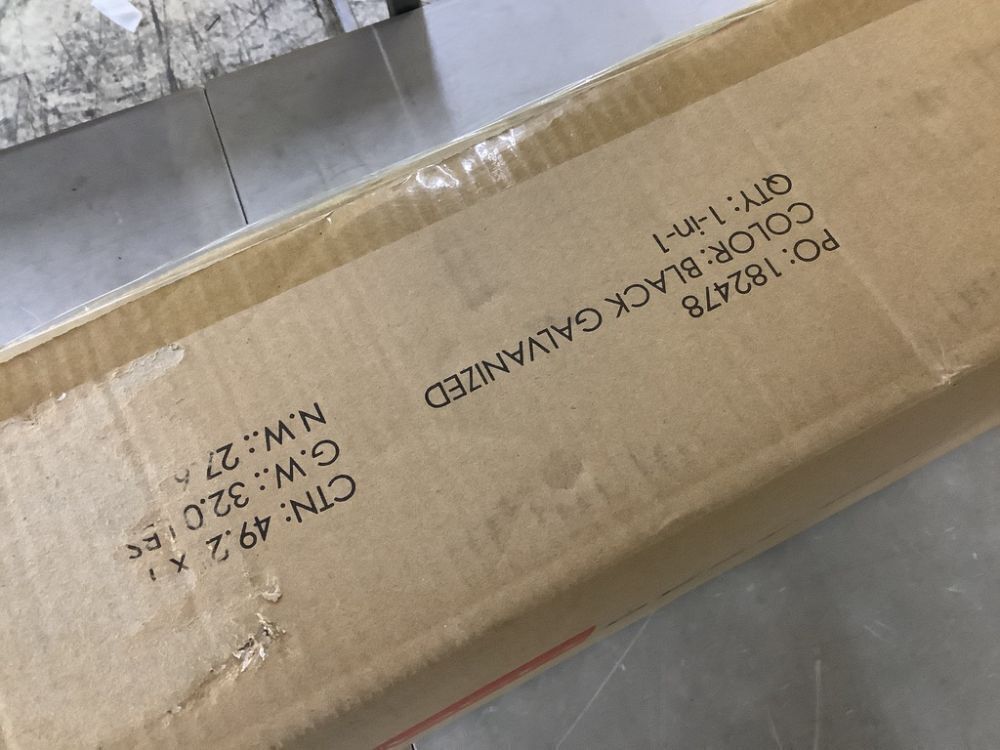 PO: 182478
COLOR: BLACK GALVANIZED
QTY: 1-in-1
CTN: 49.2 x
G.W.: 32.0
N.W.: 27.